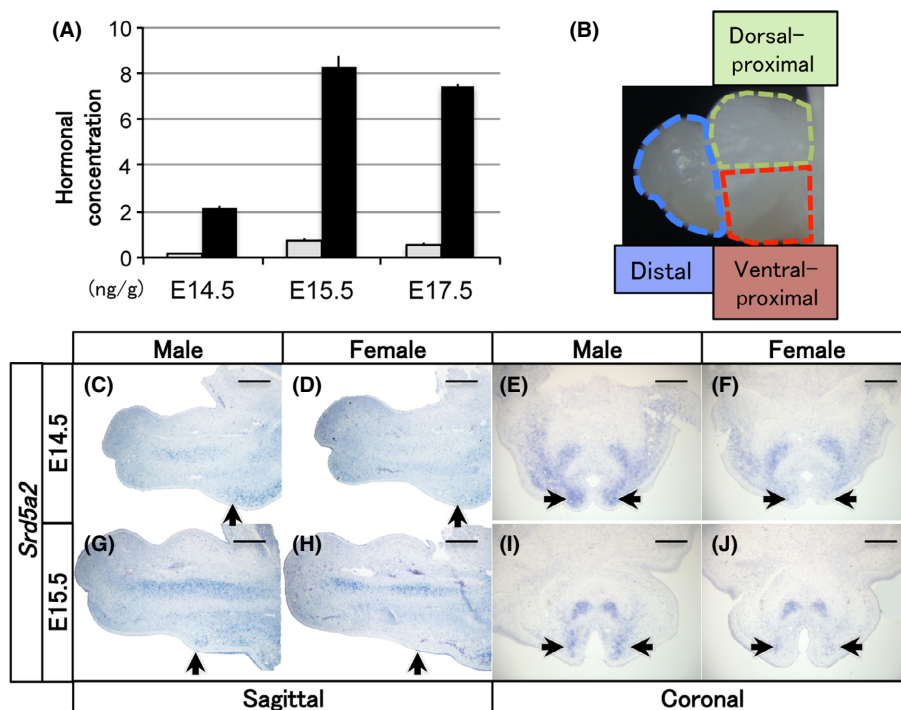 (A)
10
8
6
4
2
0
Hormonal
concentration
(ng/g)
E14.5
E15.5
E17.5
(B)
Dorsal-
proximal
Distal
Ventral-
proximal
Male
Female
Male
Female
Srd5a2
E14.5
(C)
(D)
(E)
(F)
E15.5
(G)
(H)
(I)
(J)
Sagittal
Coronal